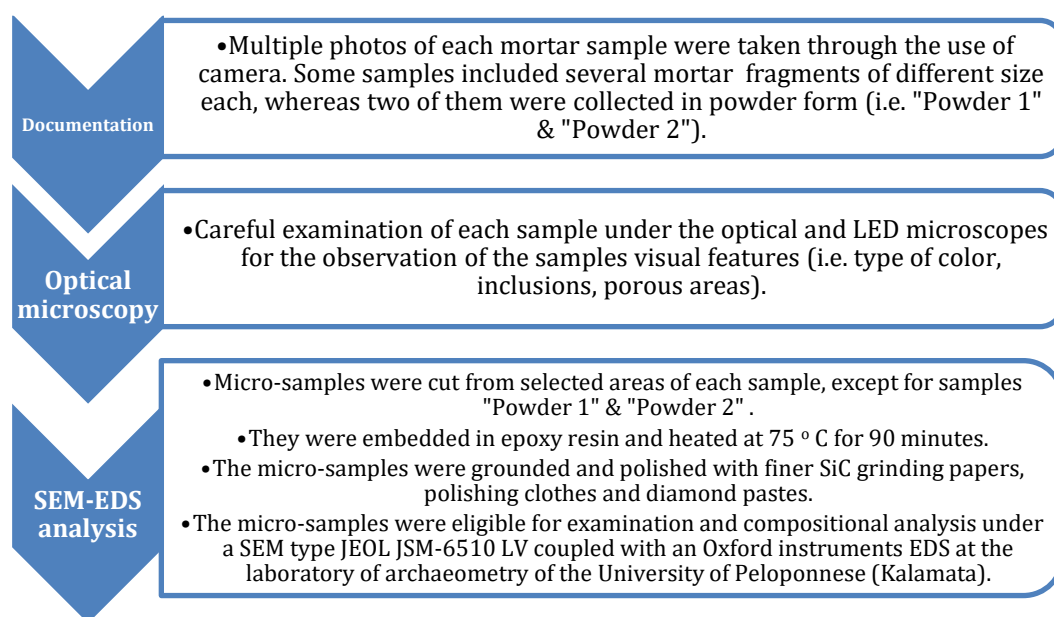 •Multiple photos of each mortar sample were taken through the use of
camera. Some samples included several mortar fragments of different size
each, whereas two of them were collected in powder form (i.e. "Powder 1"
& "Powder 2").
Documentation
•Careful examination of each sample under the optical and LED microscopes
for the observation of the samples visual features (i.e. type of color,
inclusions, porous areas).
Optical
microscopy
•Micro-samples were cut from selected areas of each sample, except for samples
"Powder 1" & "Powder 2" .
•They were embedded in epoxy resin and heated at 75 º C for 90 minutes.
•The micro-samples were grounded and polished with finer SiC grinding papers,
polishing clothes and diamond pastes.
•The micro-samples were eligible for examination and compositional analysis under
a SEM type JEOL JSM-6510 LV coupled with an Oxford instruments EDS at the
laboratory of archaeometry of the University of Peloponnese (Kalamata).
SEM-EDS
analysis